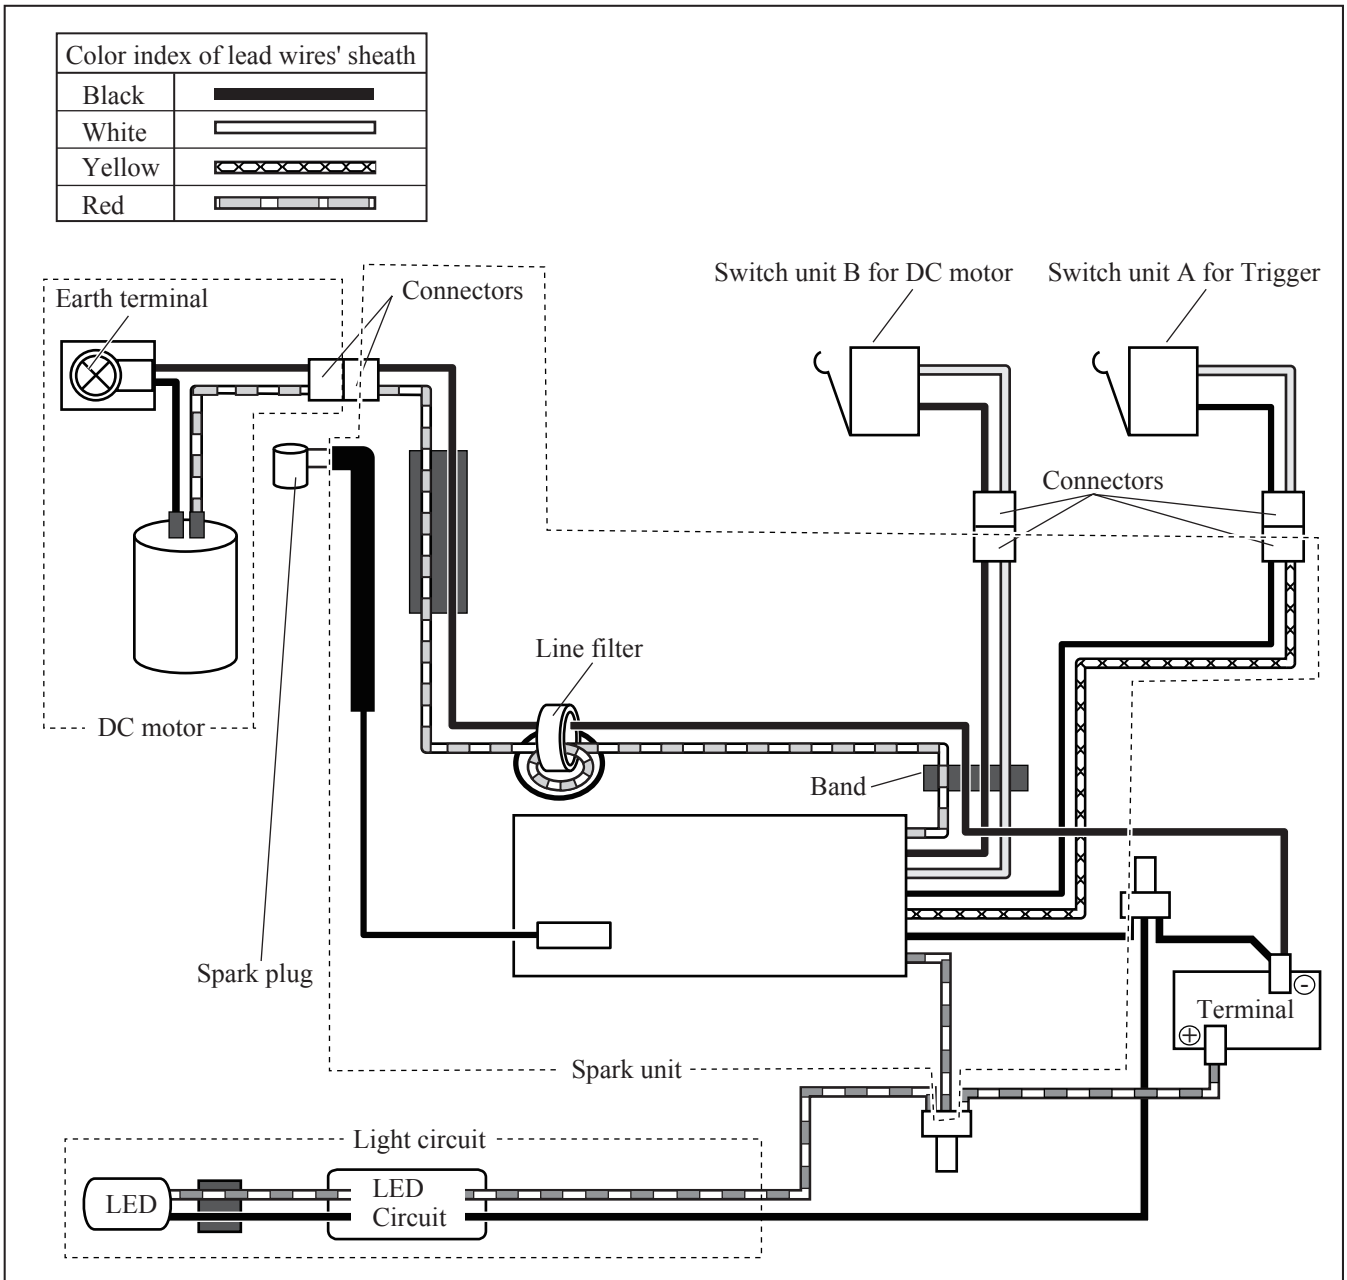 Color index of lead wires' sheath
Black
White
Yellow
Red
Switch unit B for DC motor
Switch unit A for Trigger
Earth terminal
Connectors
Connectors
Line filter
DC motor
Band
Spark plug
-
Terminal
+
Spark unit
Light circuit
LED
LED
Circuit